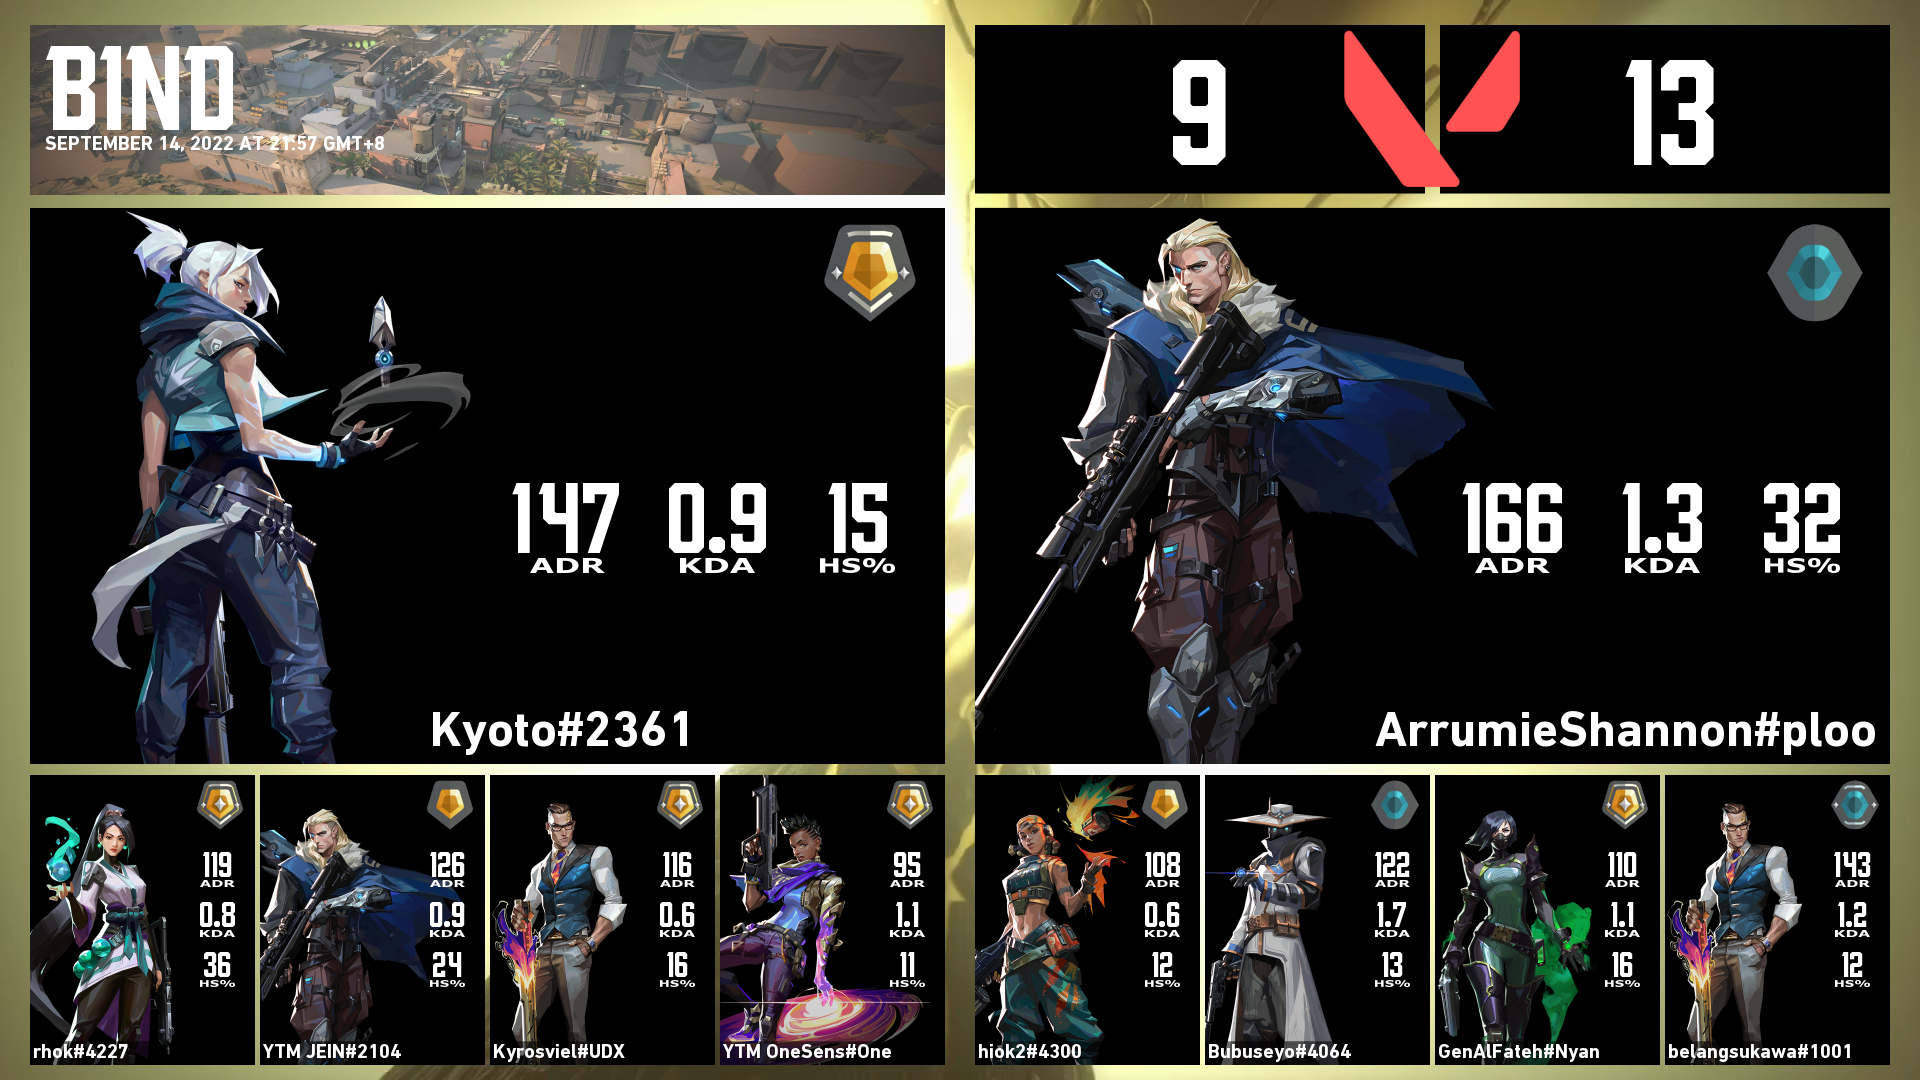 B1ND
SEPTEMBER 14, 2022 AT 21:57 GMT+8
9
13
147 0.9 15
ADR KDA HS%
Kyoto#2361
166 1.3 32
ADR KDA HS%
ArrumieShannon#ploo
119
ADR
0.8
KDA
36
HS%
rhok#4227
126
ADR
0.9
KDA
24
HS%
YTM JEIN#2104
116
ADR
0.6
KDA
16
HS%
Kyrosviel#UDX
95
ADR
1.1
KDA
11
HS%
YTM OneSens#One
108
ADR
0.6
KDA
12
HS%
hiok2#4300
122
ADR
1.7
KDA
13
HS%
Bubuseyo#4064
110
ADR
1.1
KDA
16
HS%
GenAlFateh#Nyan
143
ADR
1.2
KDA
12
HS%
belangsukawa#1001